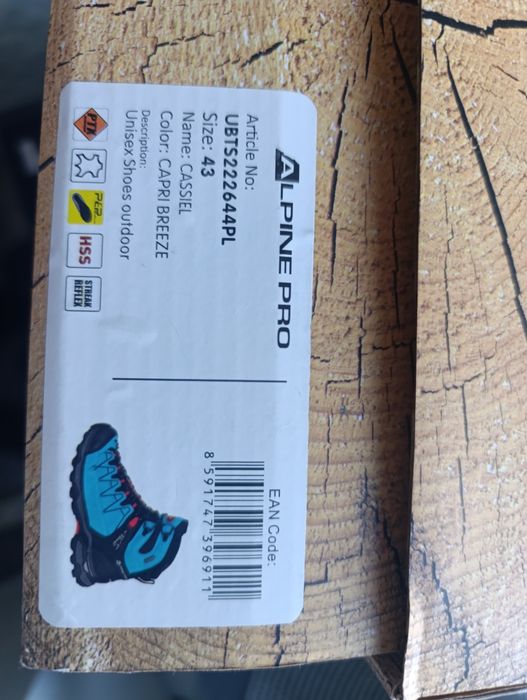 ALPINE PRO
Article No:
UBTS222644PL
Size: 43
Name: CASSIEL
Color: CAPRI BREEZE
Description:
Unisex Shoes outdoor
PTX
PER
HSS
STREAK
REFLEX
EAN Code:
8 591747 396911